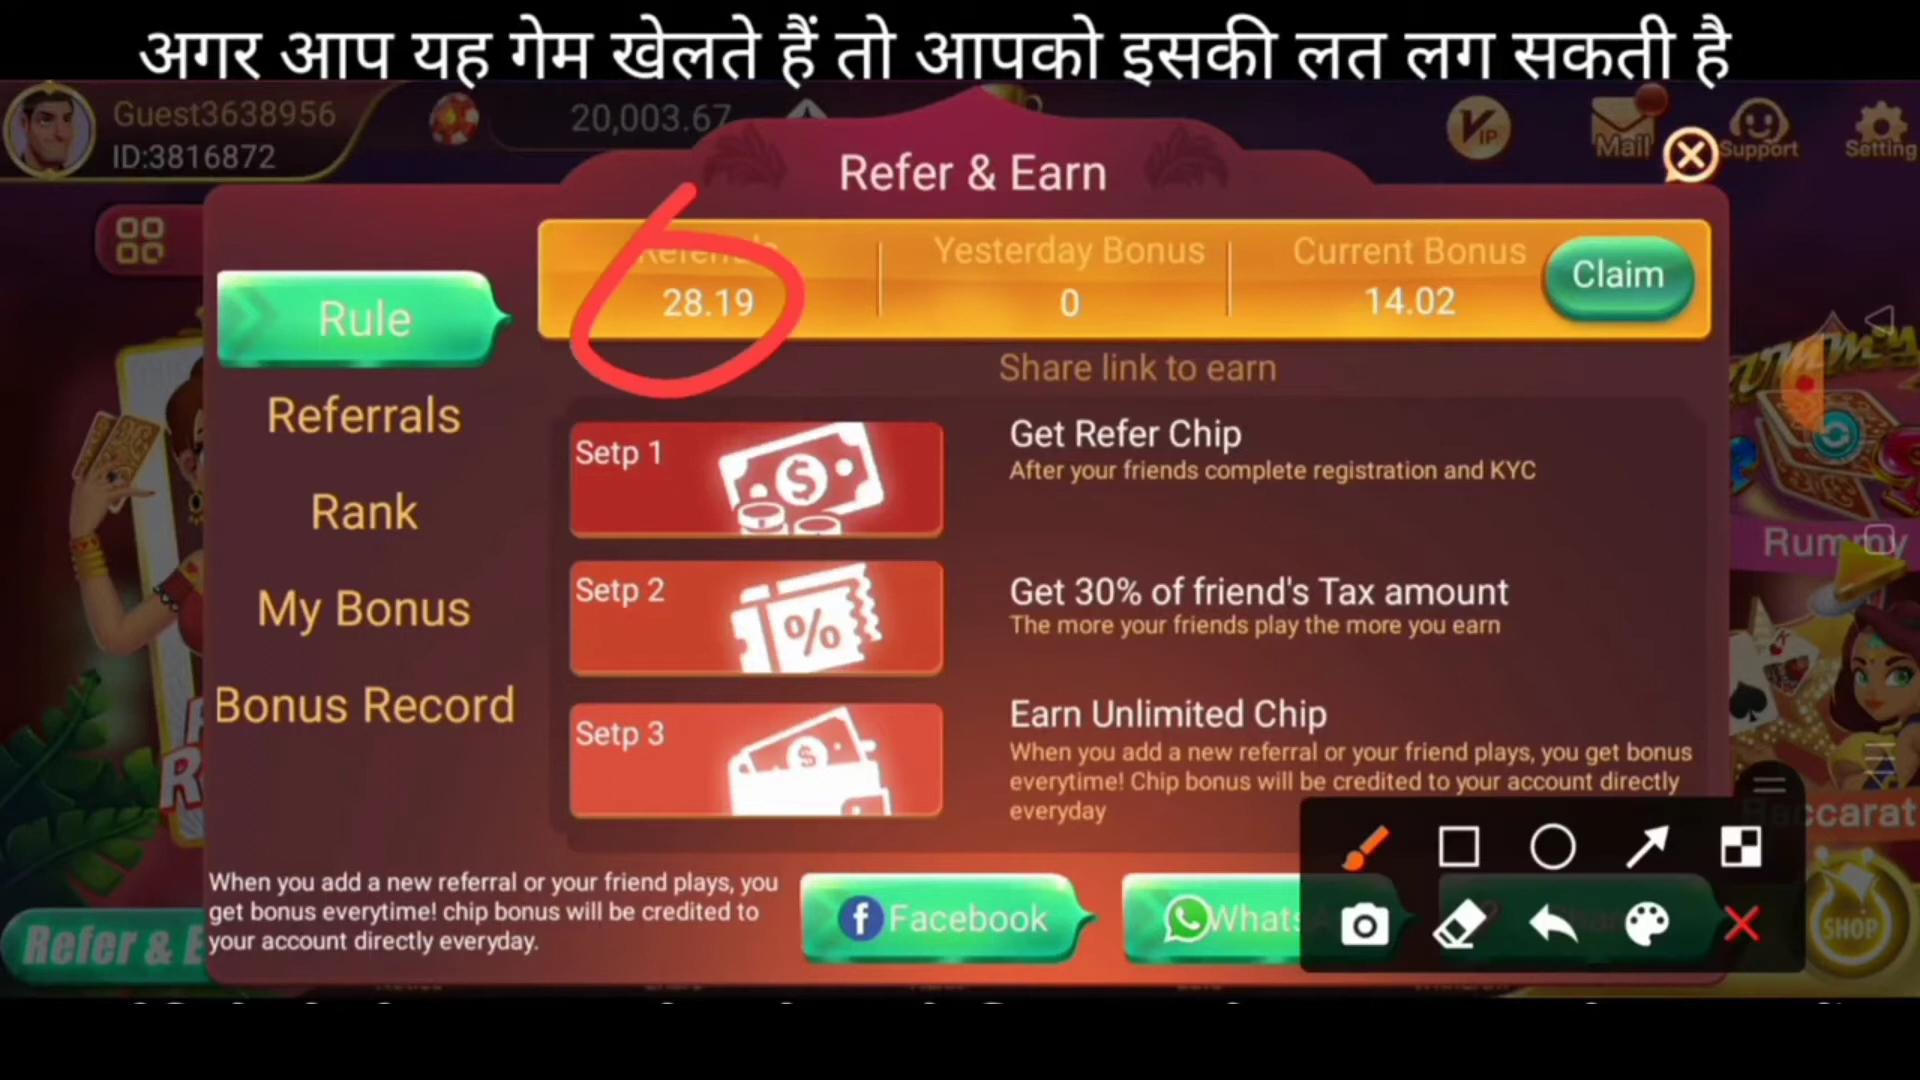 अगर आप यह गेम खेलते हैं तो आपको इसकी लत लग सकती है
Guest3638956
ID:3816872
20,003.67
VIP
Mail
Support
Setting
Refer & Earn
Yesterday Bonus
Current Bonus
28.19
0
14.02
Claim
Share link to earn
Rule
Referrals
Rank
My Bonus
Bonus Record
Setp 1
Get Refer Chip
After your friends complete registration and KYC
Setp 2
Get 30% of friend's Tax amount
The more your friends play the more you earn
Setp 3
Earn Unlimited Chip
When you add a new referral or your friend plays, you get bonus
everytime! Chip bonus will be credited to your account directly
everyday
Rummy
When you add a new referral or your friend plays, you
get bonus everytime! chip bonus will be credited to
your account directly everyday.
Facebook
Refer &
SHOP